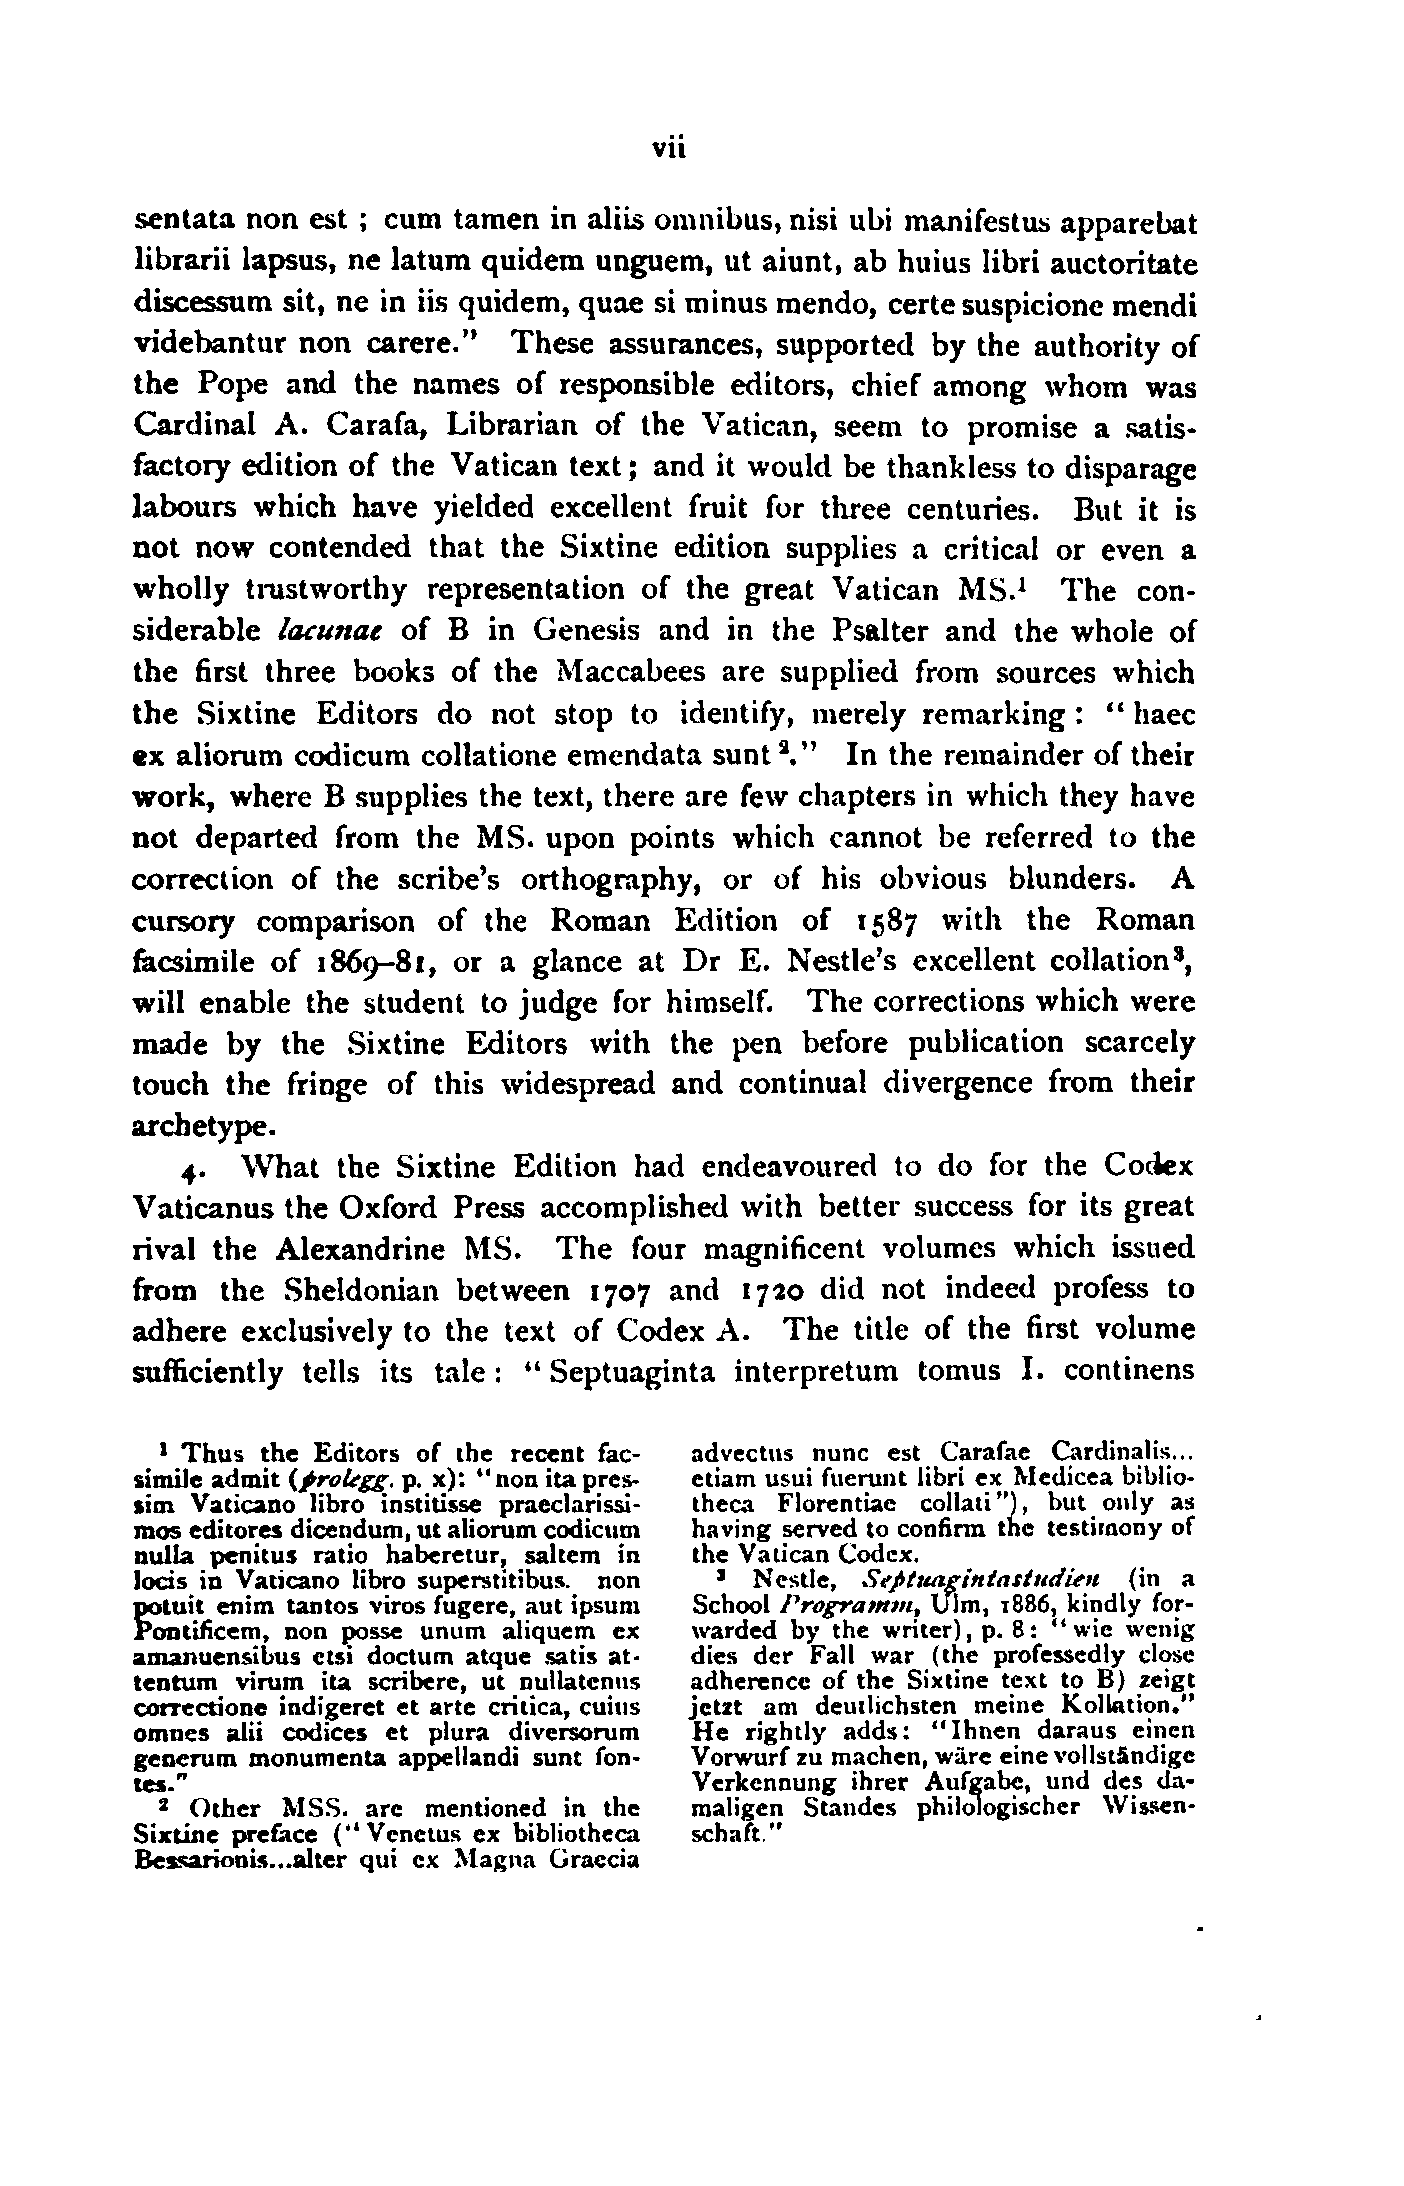 vii
sentata non est ; cum tamen in aliis omnibus, nisi ubi manifestus apparebat
librarii lapsus, ne latum quidem unguem, ut aiunt, ab huius libri auctoritate
discessum sit, ne in iis quidem, quae si minus mendo, certe suspicione mendi
videbantur non carere." These assurances, supported by the authority of
the Pope and the names of responsible editors, chief among whom was
Cardinal A. Carafa, Librarian of the Vatican, seem to promise a satis-
factory edition of the Vatican text; and it would be thankless to disparage
labours which have yielded excellent fruit for three centuries. But it is
not now contended that the Sixtine edition supplies a critical or even a
wholly trustworthy representation of the great Vatican MS.¹ The con-
siderable lacunae of B in Genesis and in the Psalter and the whole of
the first three books of the Maccabees are supplied from sources which
the Sixtine Editors do not stop to identify, merely remarking : "haec
ex aliorum codicum collatione emendata sunt ²." In the remainder of their
work, where B supplies the text, there are few chapters in which they have
not departed from the MS. upon points which cannot be referred to the
correction of the scribe's orthography, or of his obvious blunders. A
cursory comparison of the Roman Edition of 1587 with the Roman
facsimile of 1869–81, or a glance at Dr E. Nestle's excellent collation³,
will enable the student to judge for himself. The corrections which were
made by the Sixtine Editors with the pen before publication scarcely
touch the fringe of this widespread and continual divergence from their
archetype.
4. What the Sixtine Edition had endeavoured to do for the Codex
Vaticanus the Oxford Press accomplished with better success for its great
rival the Alexandrine MS. The four magnificent volumes which issued
from the Sheldonian between 1707 and 1720 did not indeed profess to
adhere exclusively to the text of Codex A. The title of the first volume
sufficiently tells its tale : "Septuaginta interpretum tomus I. continens
¹ Thus the Editors of the recent fac-
simile admit (prolegg. p. x): "non ita pres-
sim Vaticano libro institisse praeclarissi-
mos editores dicendum, ut aliorum codicum
nulla penitus ratio haberetur, saltem in
locis in Vaticano libro superstitibus. non
potuit enim tantos viros fugere, aut ipsum
Pontificem, non posse unum aliquem ex
amanuensibus etsi doctum atque satis at-
tentum virum ita scribere, ut nullatenus
correctione indigeret et arte critica, cuius
omnes alii codices et plura diversorum
generum monumenta appellandi sunt fon-
tes."
² Other MSS. are mentioned in the
Sixtine preface ("Venetus ex bibliotheca
Bessarionis...alter qui ex Magna Graecia
advectus nunc est Carafae Cardinalis...
etiam usui fuerunt libri ex Medicea biblio-
theca Florentiae collati"), but only as
having served to confirm the testimony of
the Vatican Codex.
³ Nestle, Septuagintastudien (in a
School Programm, Ulm, 1886, kindly for-
warded by the writer), p. 8: "wie wenig
dies der Fall war (the professedly close
adherence of the Sixtine text to B) zeigt
jetzt am deutlichsten meine Kollation."
He rightly adds: "Ihnen daraus einen
Vorwurf zu machen, wäre eine vollständige
Verkennung ihrer Aufgabe, und des da-
maligen Standes philologischer Wissen-
schaft."